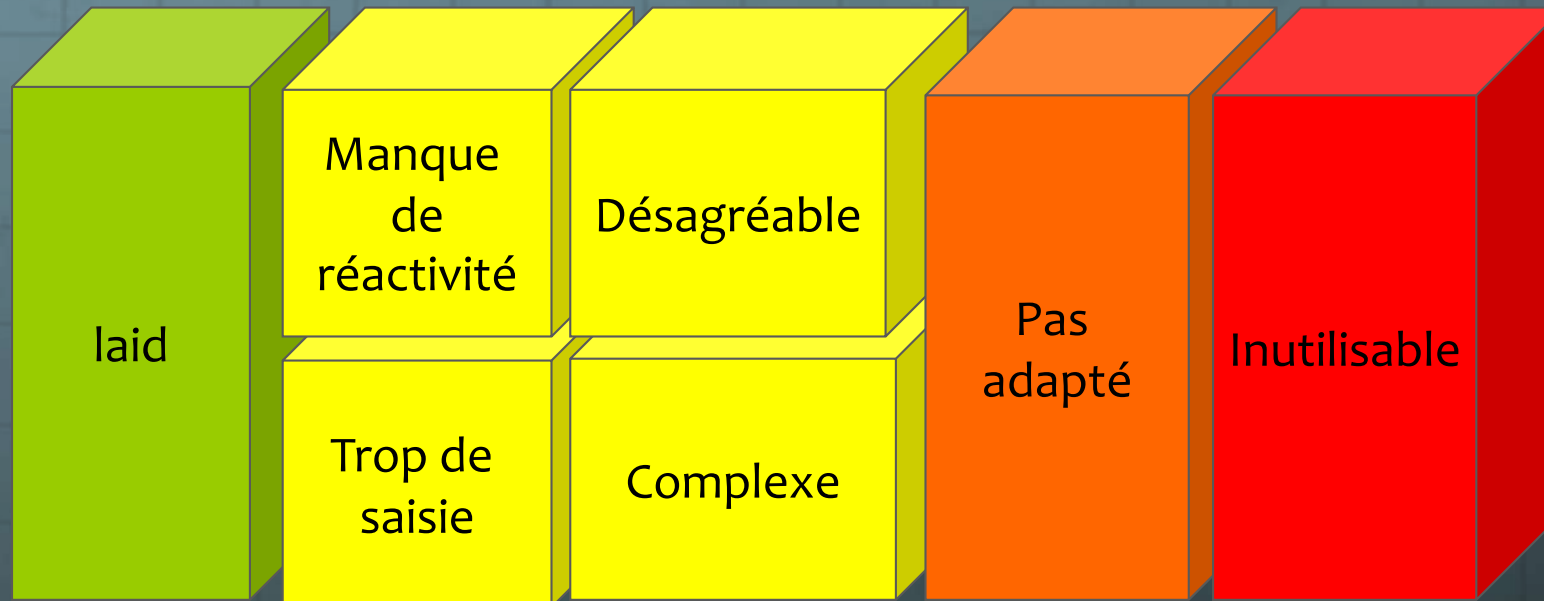 laid
Manque
de
réactivité
Trop de
saisie
Désagréable
Complexe
Pas
adapté
Inutilisable